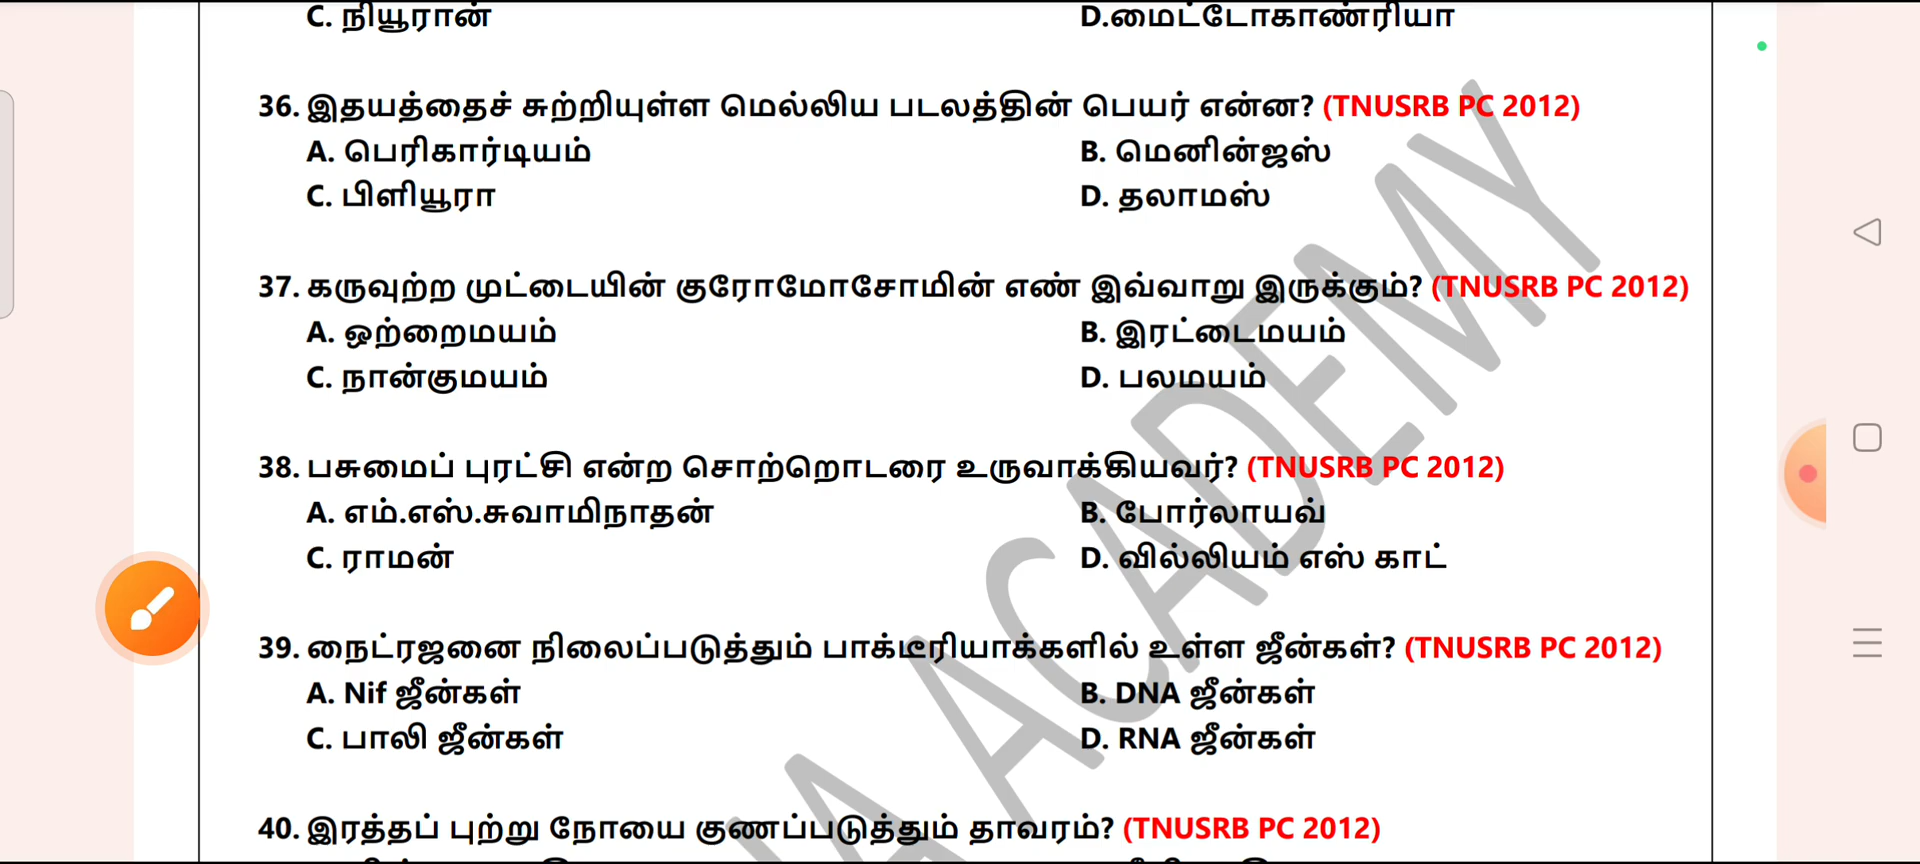 C. நியூரான் D.மைட்டோகாண்ரியா
36. இதயத்தைச் சுற்றியுள்ள மெல்லிய படலத்தின் பெயர் என்ன? (TNUSRB PC 2012)
A. பெரிகார்டியம் B. மெனின்ஜஸ்
C. பிளியூரா D. தலாமஸ்
37. கருவுற்ற முட்டையின் குரோமோசோமின் எண் இவ்வாறு இருக்கும்? (TNUSRB PC 2012)
A. ஒற்றைமயம் B. இரட்டைமயம்
C. நான்குமயம் D. பலமயம்
38. பசுமைப் புரட்சி என்ற சொற்றொடரை உருவாக்கியவர்? (TNUSRB PC 2012)
A. எம்.எஸ்.சுவாமிநாதன் B. போர்லாயவ்
C. ராமன் D. வில்லியம் எஸ் காட்
39. நைட்ரஜனை நிலைப்படுத்தும் பாக்டீரியாக்களில் உள்ள ஜீன்கள்? (TNUSRB PC 2012)
A. Nif ஜீன்கள் B. DNA ஜீன்கள்
C. பாலி ஜீன்கள் D. RNA ஜீன்கள்
40. இரத்தப் புற்று நோயை குணப்படுத்தும் தாவரம்? (TNUSRB PC 2012)
ACADEMY